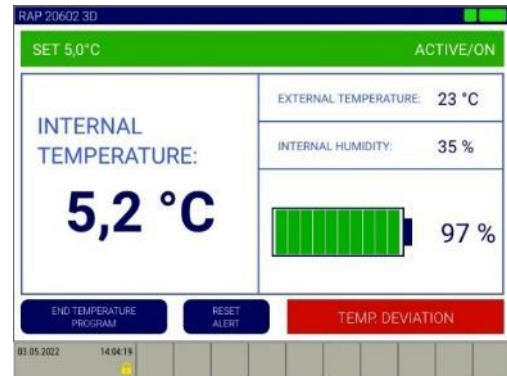 RAP 20602 3D
SET 5,0°C
ACTIVE/ON
INTERNAL
TEMPERATURE:
5,2 °C
EXTERNAL TEMPERATURE: 23 °C
INTERNAL HUMIDITY: 35 %
97 %
END TEMPERATURE
PROGRAM
RESET
ALERT
TEMP. DEVIATION
03.05.2022 14:04:19